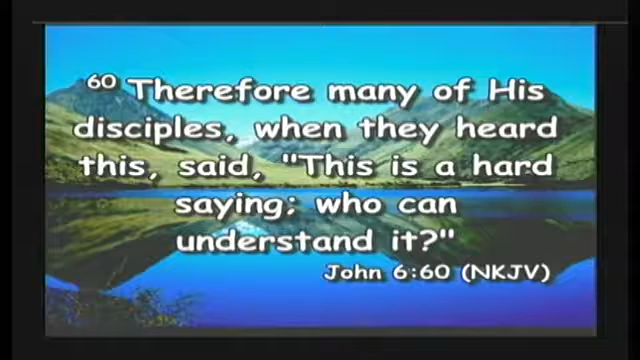 60 Therefore many of His
disciples, when they heard
this, said, "This is a hard
saying; who can
understand it?"
John 6:60 (NKJV)